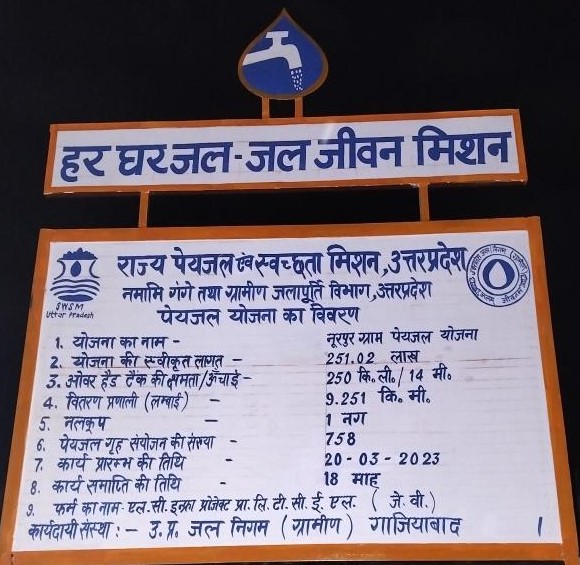 हर घर जल-जल जीवन मिशन
राज्य पेयजल एवं स्वच्छता मिशन, उत्तरप्रदेश
नमामि गंगे तथा ग्रामीण जलापूर्ति विभाग, उत्तरप्रदेश
पेयजल योजना का विवरण
SWSM
Uttar Pradesh
1. योजना का नाम - नूरपुर ग्राम पेयजल योजना
2. योजना की स्वीकृत लागत - 251.02 लाख
3. ओवर हैड टैंक की क्षमता/ऊँचाई - 250 कि.ली./ 14 मी०
4. वितरण प्रणाली (लम्बाई) - 9.251 कि. मी.
5. नलकूप - 1 नग
6. पेयजल गृह संयोजन की संख्या - 758
7. कार्य प्रारम्भ की तिथि - 20-03-2023
8. कार्य समाप्ति की तिथि - 18 माह
9. फर्म का नाम- एल.सी. इन्फ्रा प्रोजेक्ट प्रा. लि. टी. सी. ई. एल. ( जे. वी.)
कार्यदायी संस्था : - उ. प्र. जल निगम ( ग्रामीण ) गाजियाबाद